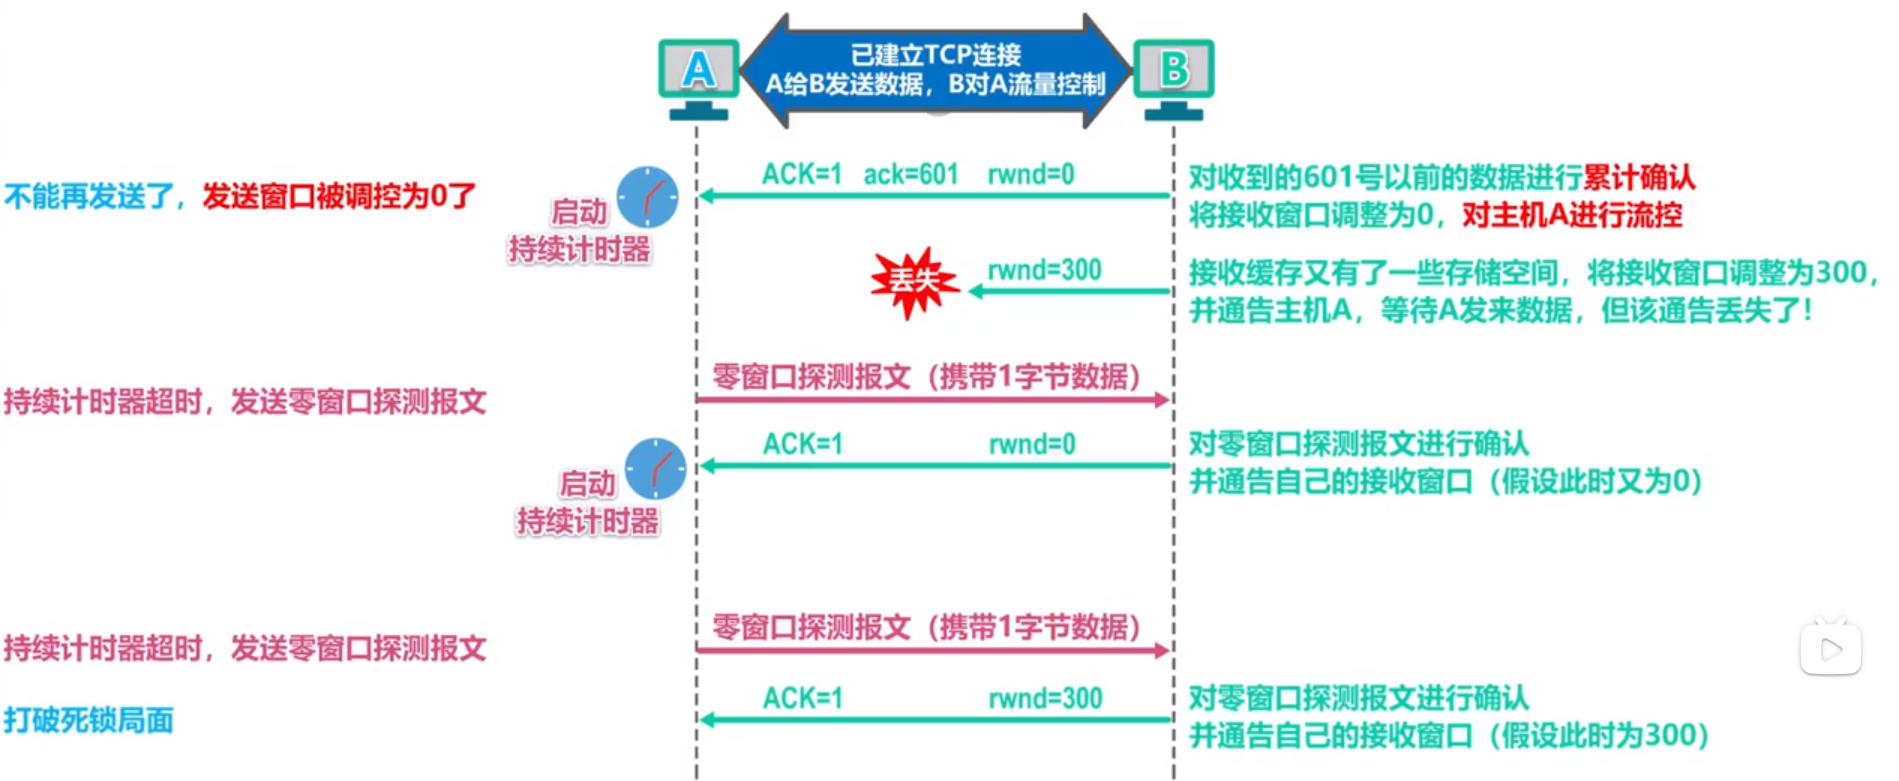 已建立TCP连接
A
B
A给B发送数据，B对A流量控制
ACK=1 ack=601 rwnd=0
不能再发送了，发送窗口被调控为0了
启动
持续计时器
对收到的601号以前的数据进行累计确认
将接收窗口调整为0，对主机A进行流控
丢失
rwnd=300
接收缓存又有了一些存储空间，将接收窗口调整为300，
并通告主机A，等待A发来数据，但该通告丢失了！
零窗口探测报文（携带1字节数据）
持续计时器超时，发送零窗口探测报文
ACK=1 rwnd=0
启动
持续计时器
对零窗口探测报文进行确认
并通告自己的接收窗口（假设此时又为0）
零窗口探测报文（携带1字节数据）
持续计时器超时，发送零窗口探测报文
ACK=1 rwnd=300
打破死锁局面
对零窗口探测报文进行确认
并通告自己的接收窗口（假设此时为300）